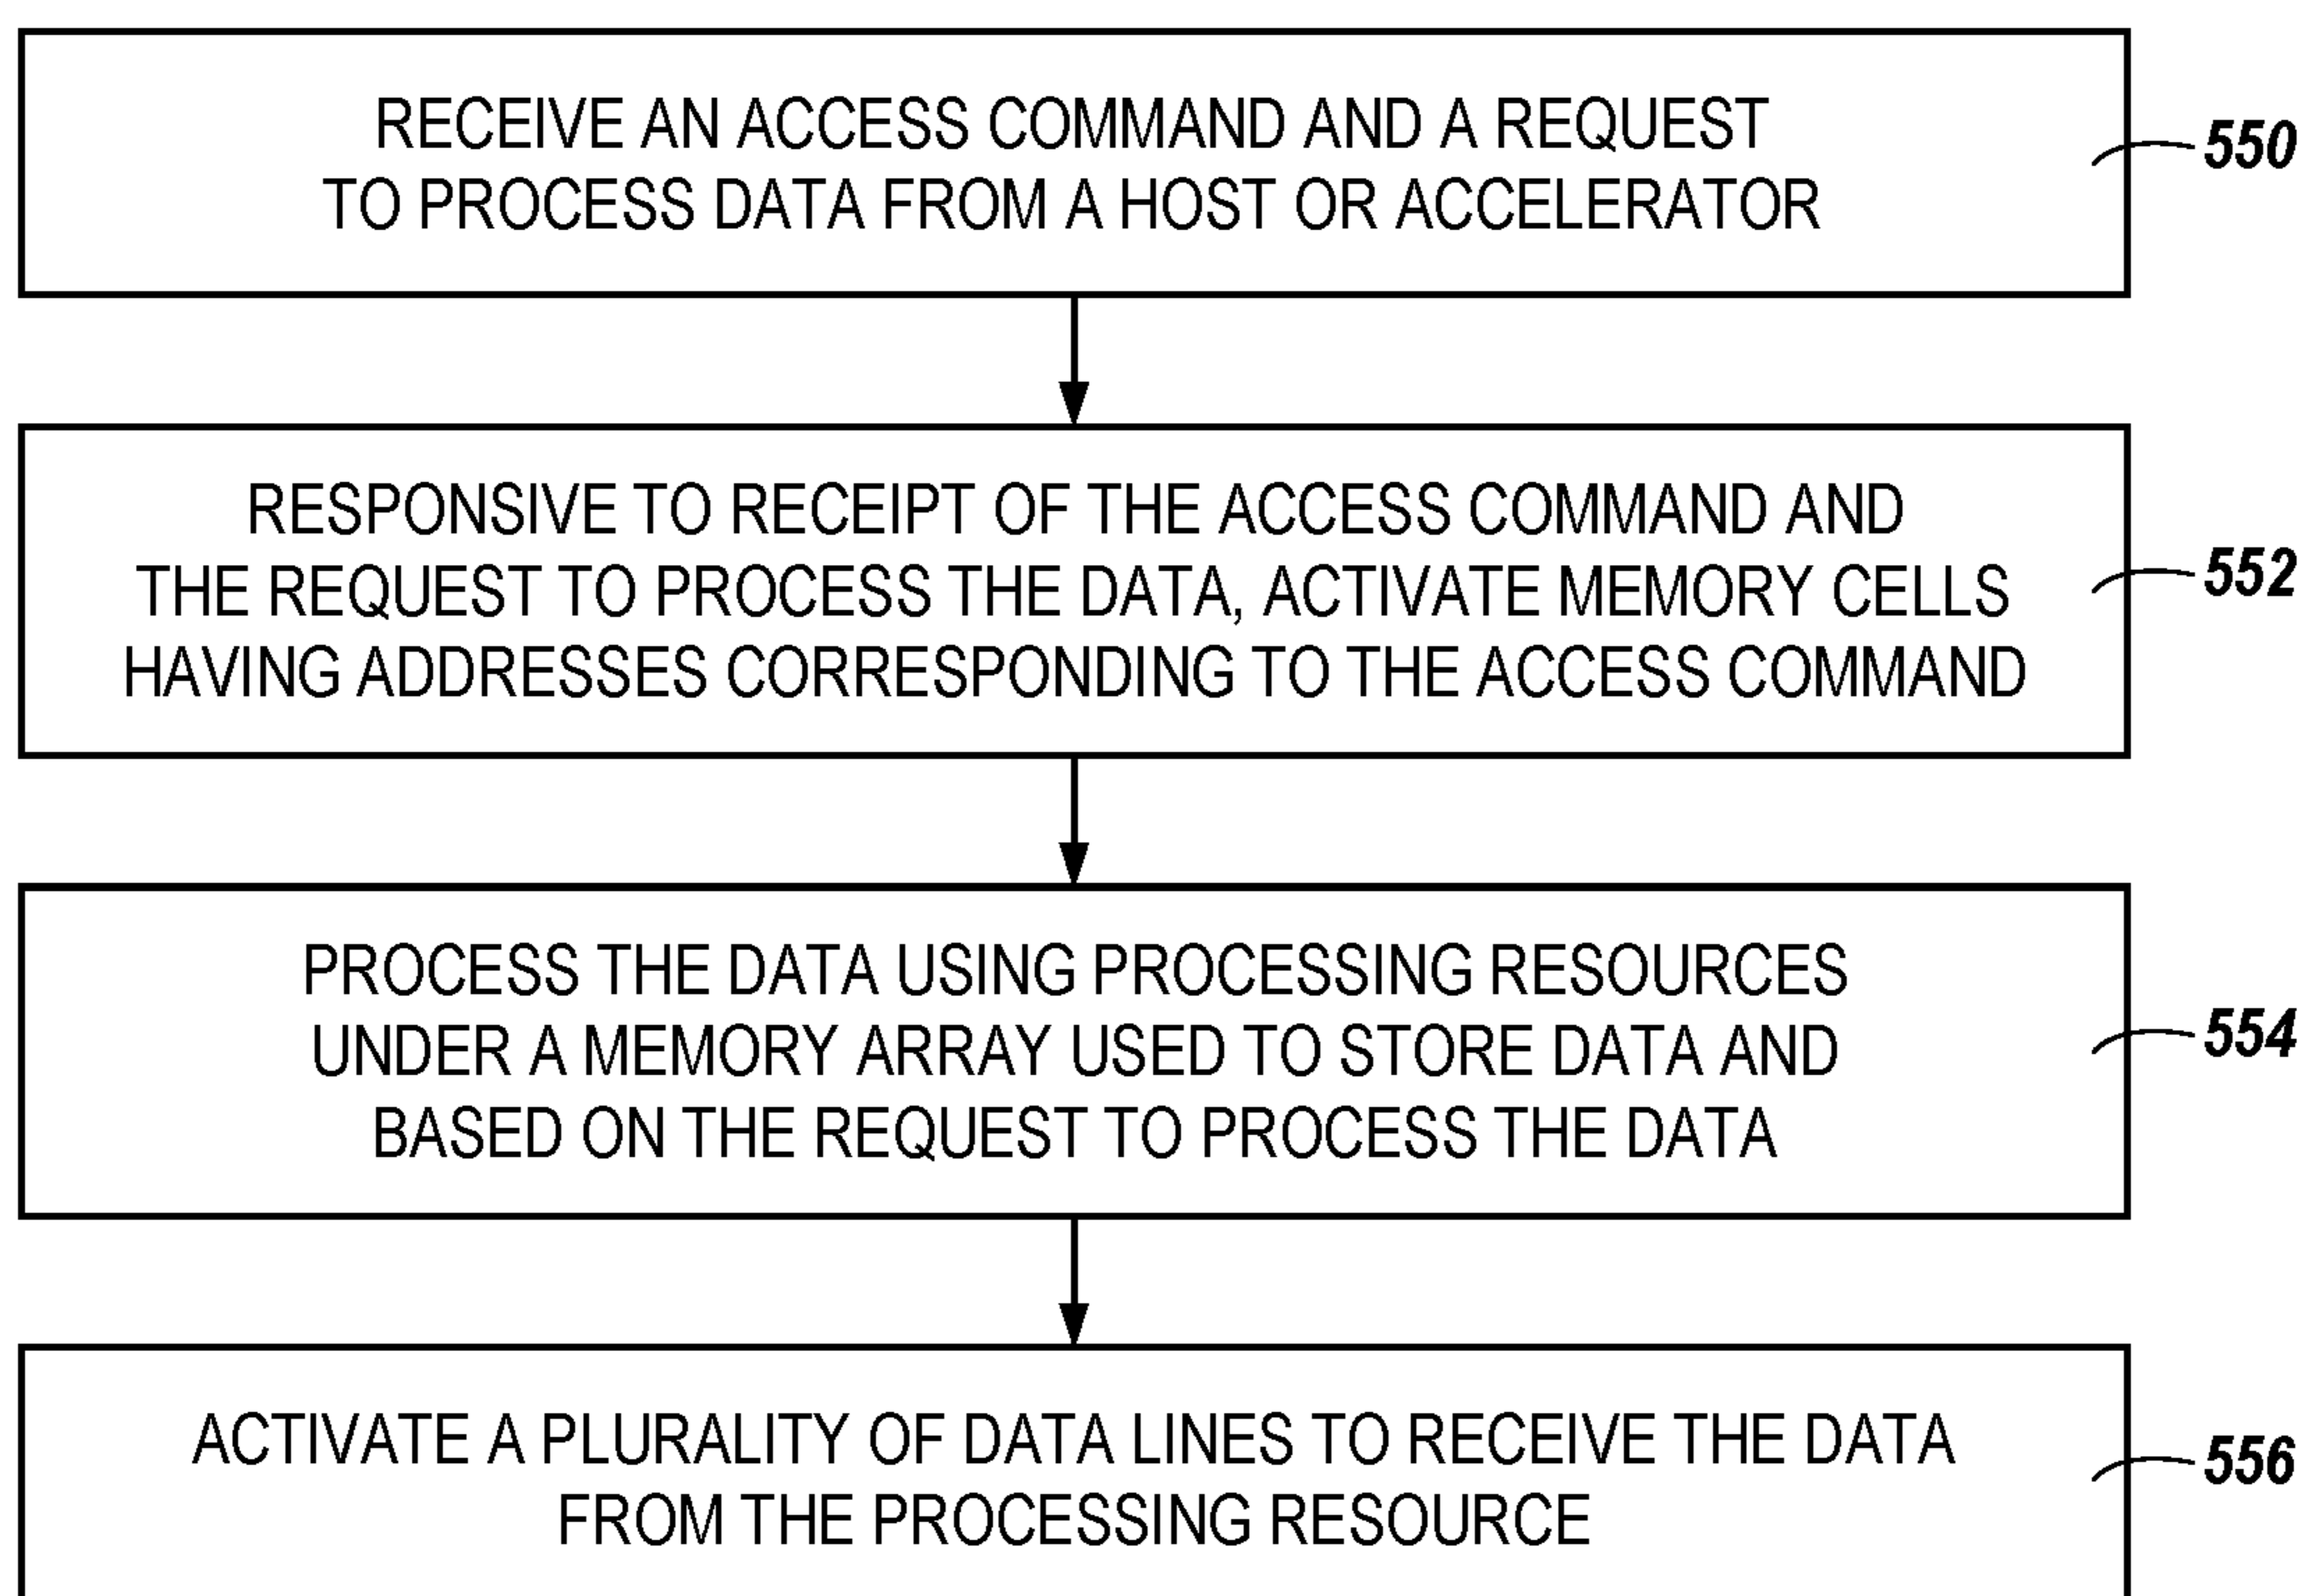 RECEIVE AN ACCESS COMMAND AND A REQUEST
TO PROCESS DATA FROM A HOST OR ACCELERATOR
550
RESPONSIVE TO RECEIPT OF THE ACCESS COMMAND AND
THE REQUEST TO PROCESS THE DATA, ACTIVATE MEMORY CELLS
HAVING ADDRESSES CORRESPONDING TO THE ACCESS COMMAND
552
PROCESS THE DATA USING PROCESSING RESOURCES
UNDER A MEMORY ARRAY USED TO STORE DATA AND
BASED ON THE REQUEST TO PROCESS THE DATA
554
ACTIVATE A PLURALITY OF DATA LINES TO RECEIVE THE DATA
FROM THE PROCESSING RESOURCE
556